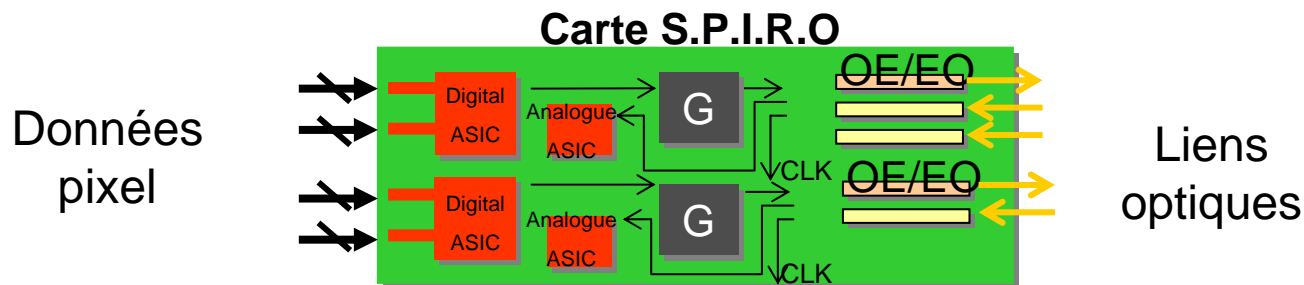 Carte S.P.I.R.O
Données
pixel
Digital
ASIC
Analogue
ASIC
G
CLK
OE/EO
Digital
ASIC
Analogue
ASIC
G
CLK
OE/EO
Liens
optiques